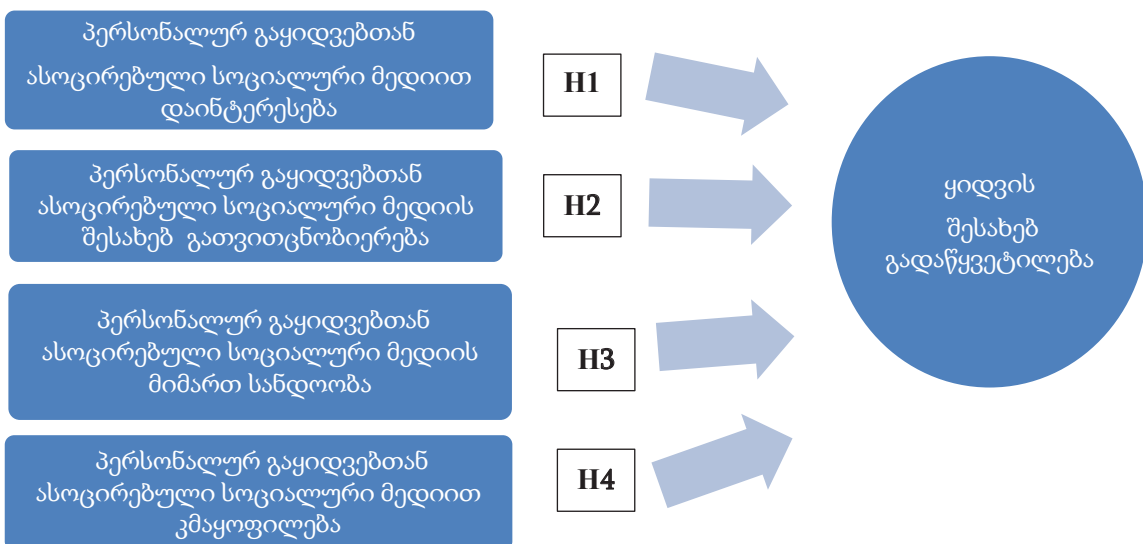 პერსონალურ გაყიდვებთან
ასოცირებული სოციალური მედიით
დაინტერესება
H1
პერსონალურ გაყიდვებთან
ასოცირებული სოციალური მედიის
შესახებ გათვითცნობიერება
H2
პერსონალურ გაყიდვებთან
ასოცირებული სოციალური მედიის
მიმართ სანდოობა
H3
პერსონალურ გაყიდვებთან
ასოცირებული სოციალური მედიით
კმაყოფილება
H4
ყიდვის
შესახებ
გადაწყვეტილება